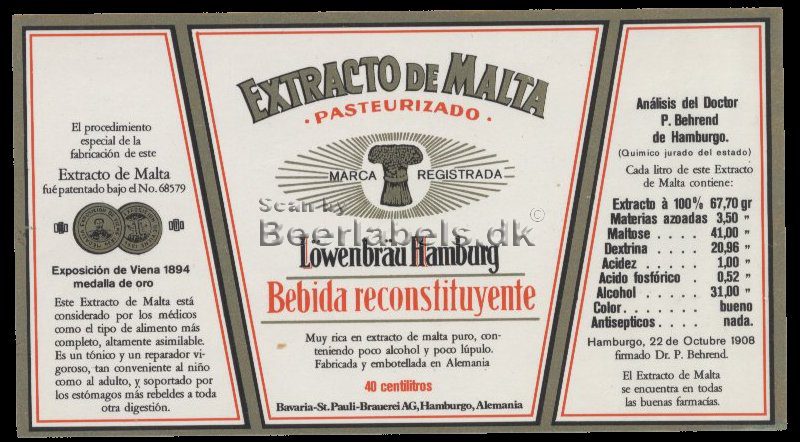 El procedimiento
especial de la
fabricación de este
Extracto de Malta
fué patentado bajo el No. 68579
Exposición de Viena 1894
medalla de oro
Este Extracto de Malta está
considerado por los médicos
como el tipo de alimento más
completo, altamente asimilable.
Es un tónico y un reparador vi-
goroso, tan conveniente al niño
como al adulto, y soportado por
los estómagos más rebeldes a toda
otra digestión.
EXTRACTO DE MALTA
· PASTEURIZADO ·
MARCA REGISTRADA
Scan by
Beerlabels.dk ©
Löwenbräu Hamburg
Bebida reconstituyente
Muy rica en extracto de malta puro, con-
teniendo poco alcohol y poco lúpulo.
Fabricada y embotellada en Alemania
40 centilitros
Bavaria-St. Pauli-Brauerei AG, Hamburgo, Alemania
Análisis del Doctor
P. Behrend
de Hamburgo.
(Quimico jurado del estado)
Cada litro de este Extracto
de Malta contiene:
Extracto à 100% 67,70 gr
Materias azoadas 3,50 "
Maltose . . . . 41,00 "
Dextrina . . . . 20,96 "
Acidez . . . . 1,00 "
Acido fosfórico . 0,52 "
Alcohol . . . . 31,00 "
Color . . . . . bueno
Antisepticos . . . . nada.
Hamburgo, 22 de Octubre 1908
firmado Dr. P. Behrend.
El Extracto de Malta
se encuentra en todas
las buenas farmacías.